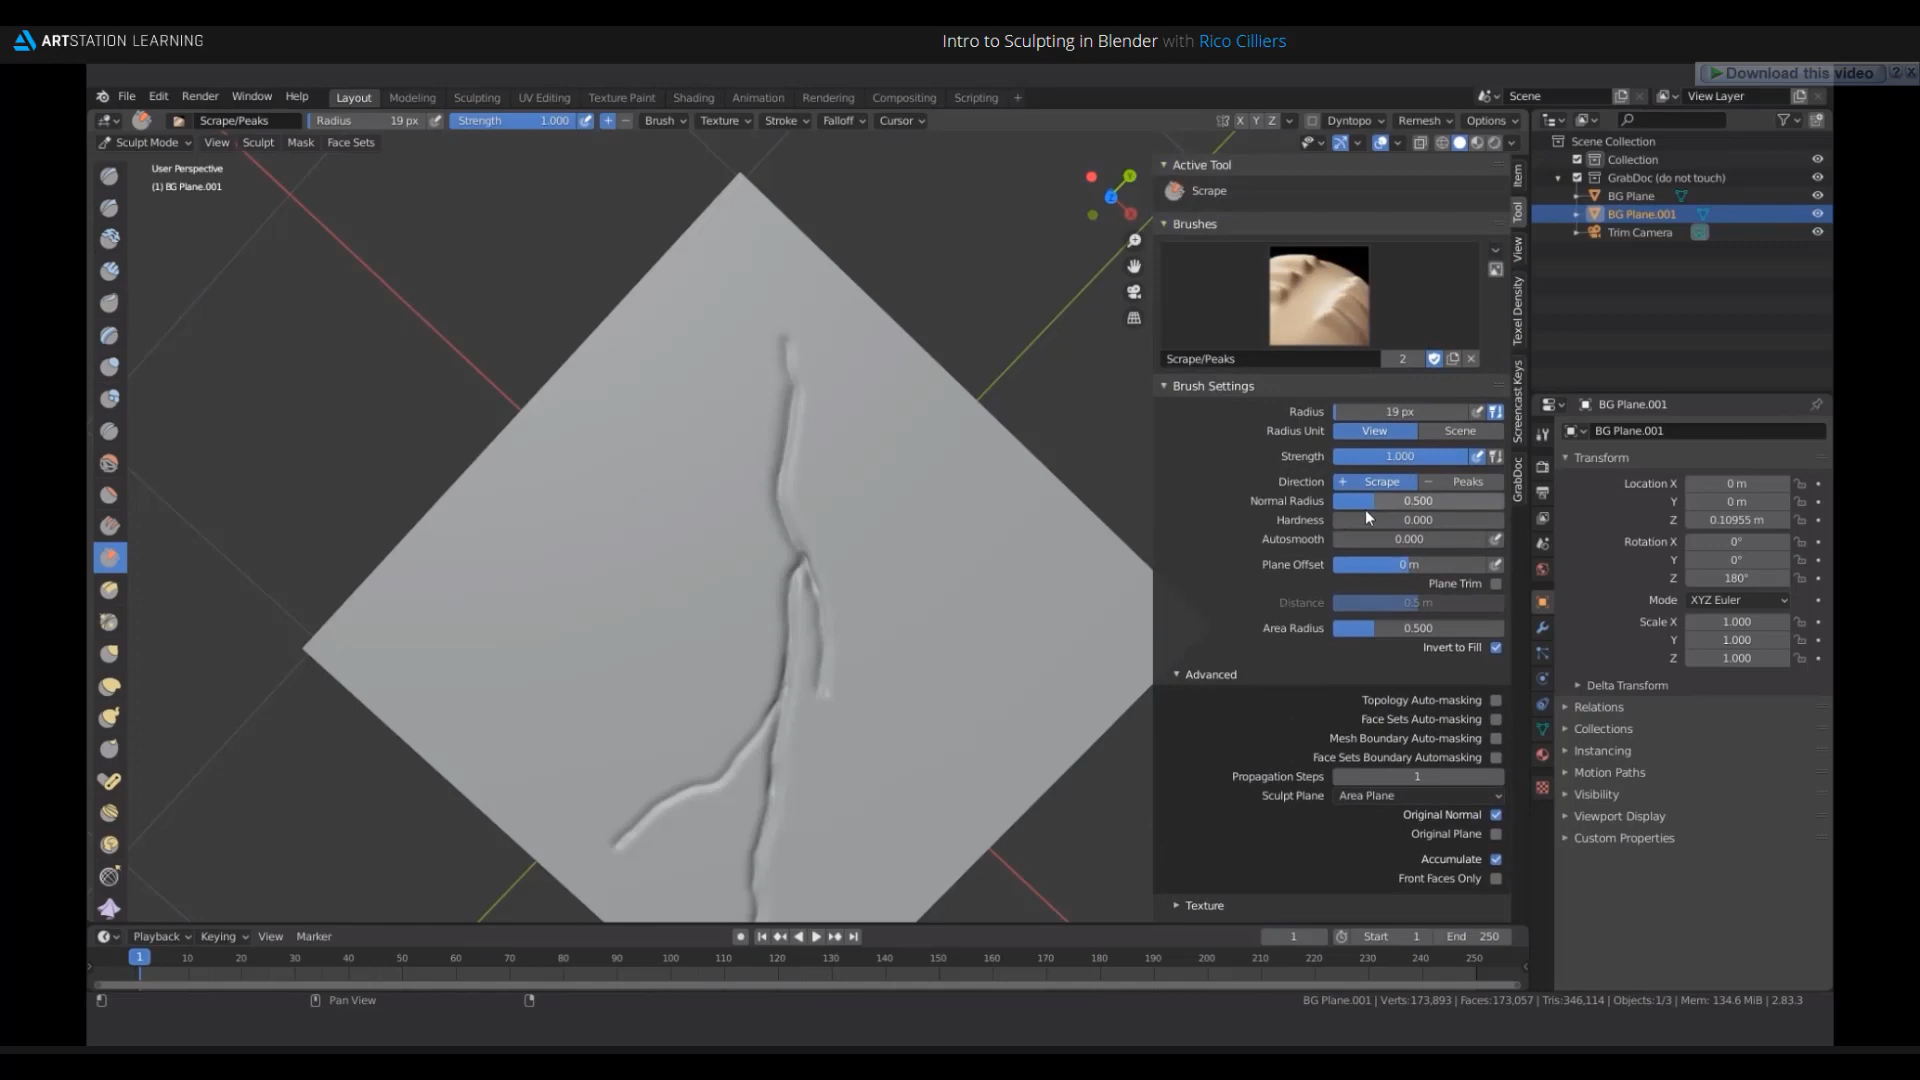 ARTSTATION LEARNING
Intro to Sculpting in Blender with Rico Cilliers
Download this video ? X
File Edit Render Window Help Layout Modeling Sculpting UV Editing Texture Paint Shading Animation Rendering Compositing Scripting + Scene View Layer
Scrape/Peaks Radius 19 px Strength 1.000 + − Brush Texture Stroke Falloff Cursor X Y Z Dyntopo Remesh Options
Sculpt Mode View Sculpt Mask Face Sets
User Perspective
(1) BG Plane.001
Y
Z
X
Active Tool
Scrape
Brushes
Scrape/Peaks 2
Brush Settings
Radius 19 px
Radius Unit View Scene
Strength 1.000
Direction + Scrape − Peaks
Normal Radius 0.500
Hardness 0.000
Autosmooth 0.000
Plane Offset 0 m
Plane Trim
Distance 0.5 m
Area Radius 0.500
Invert to Fill
Advanced
Topology Auto-masking
Face Sets Auto-masking
Mesh Boundary Auto-masking
Face Sets Boundary Automasking
Propagation Steps 1
Sculpt Plane Area Plane
Original Normal
Original Plane
Accumulate
Front Faces Only
Texture
Item
Tool
View
Texel Density
Screencast Keys
GrabDoc
Scene Collection
Collection
GrabDoc (do not touch)
BG Plane
BG Plane.001
Trim Camera
BG Plane.001
BG Plane.001
Transform
Location X 0 m
Y 0 m
Z 0.10955 m
Rotation X 0°
Y 0°
Z 180°
Mode XYZ Euler
Scale X 1.000
Y 1.000
Z 1.000
Delta Transform
Relations
Collections
Instancing
Motion Paths
Visibility
Viewport Display
Custom Properties
Playback Keying View Marker 1 Start 1 End 250
1 10 20 30 40 50 60 70 80 90 100 110 120 130 140 150 160 170 180 190 200 210 220 230 240 250
Pan View
BG Plane.001 | Verts:173,893 | Faces:173,057 | Tris:346,114 | Objects:1/3 | Mem: 134.6 MiB | 2.83.3